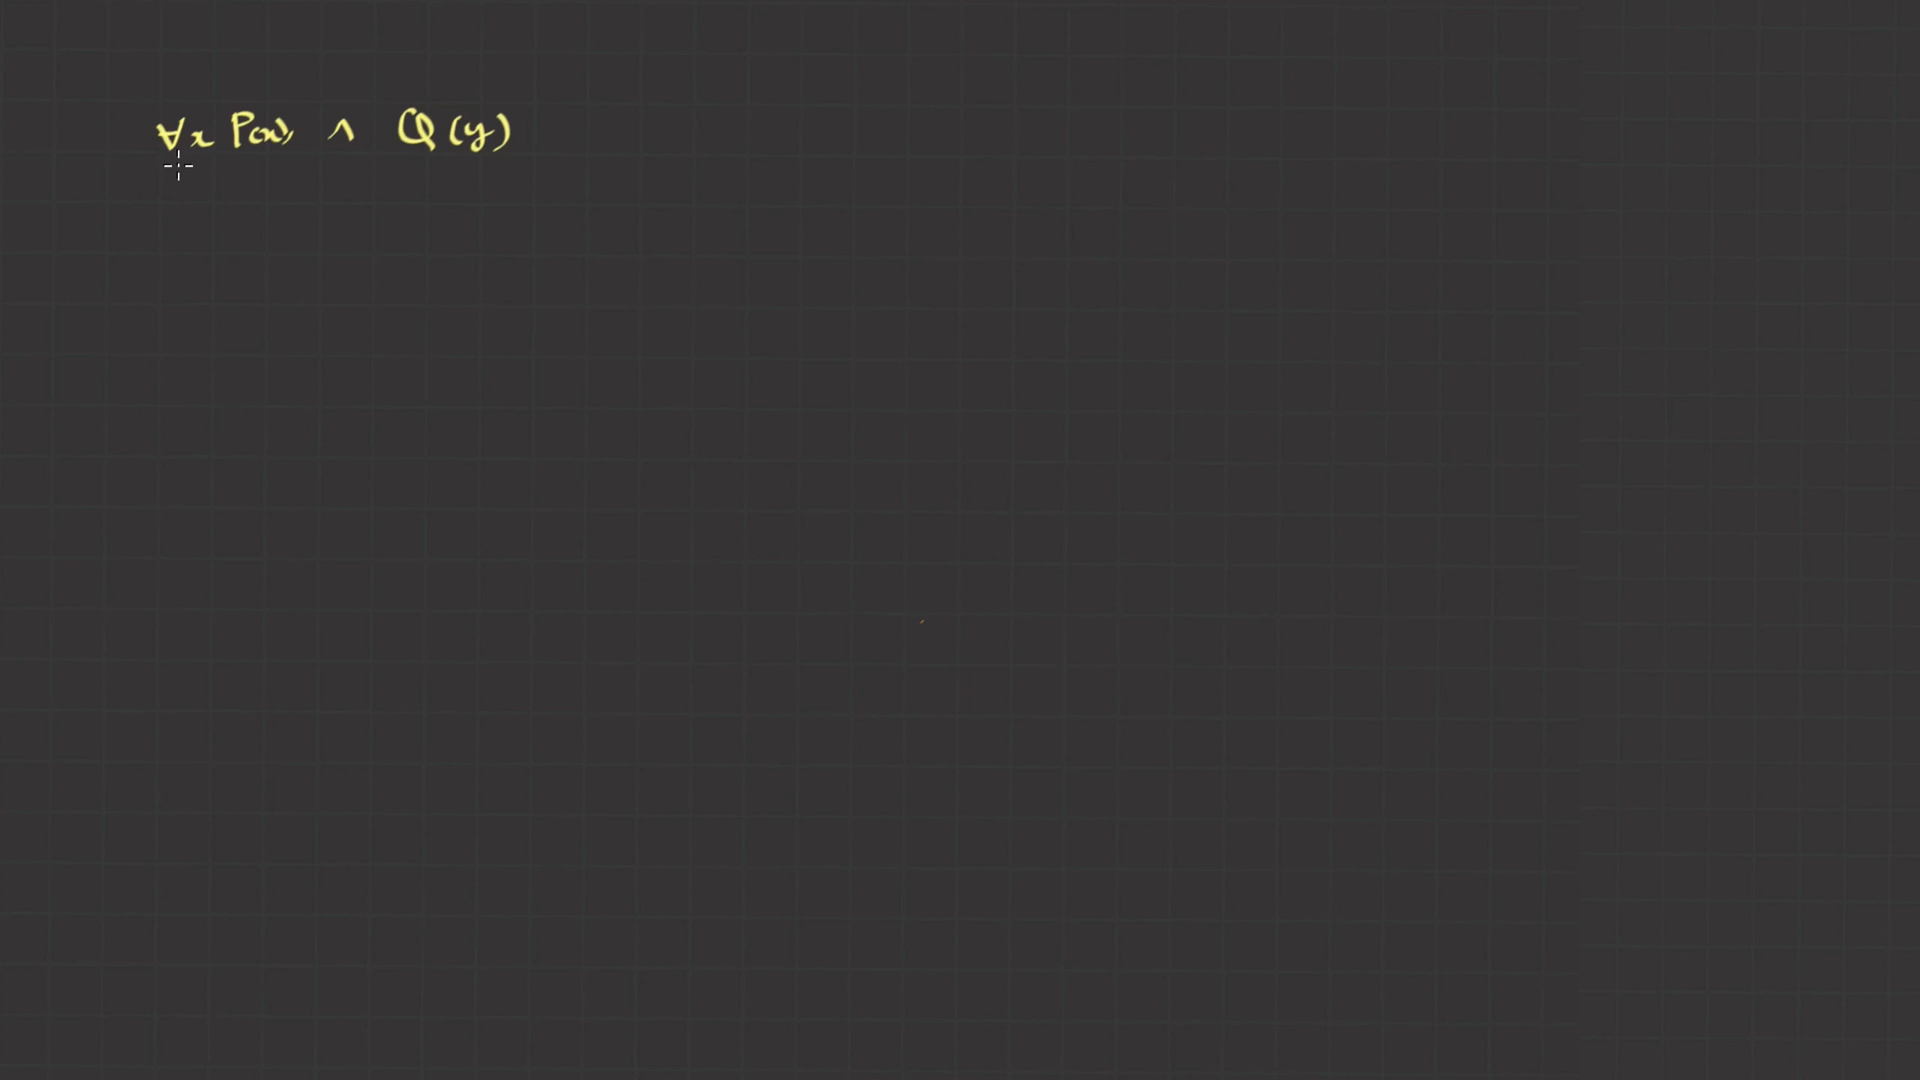 ∀x P(x) ∧ Q(y)